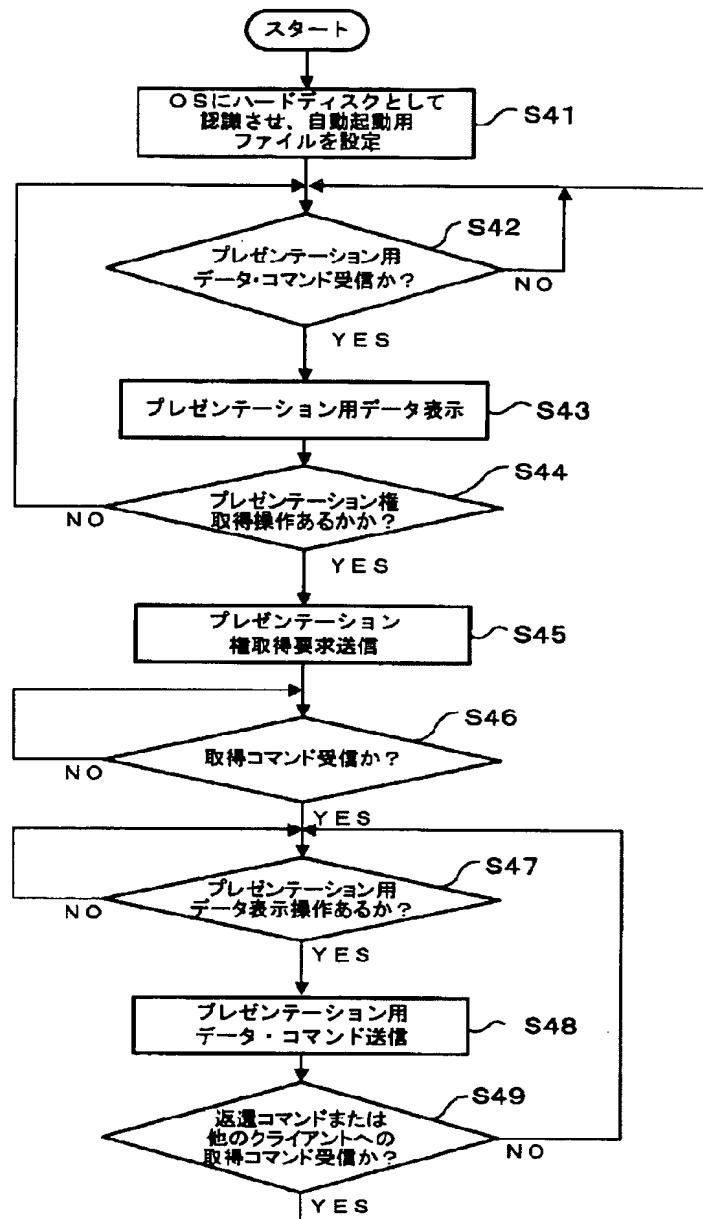 スタート
OSにハードディスクとして
認識させ、自動起動用
ファイルを設定
S41
S42
プレゼンテーション用
データ・コマンド受信か?
NO
YES
プレゼンテーション用データ表示
S43
S44
プレゼンテーション権
取得操作あるかか?
NO
YES
プレゼンテーション
権取得要求送信
S45
S46
取得コマンド受信か?
NO
YES
S47
プレゼンテーション用
データ表示操作あるか?
NO
YES
プレゼンテーション用
データ・コマンド送信
S48
S49
返還コマンドまたは
他のクライアントへの
取得コマンド受信か?
NO
YES